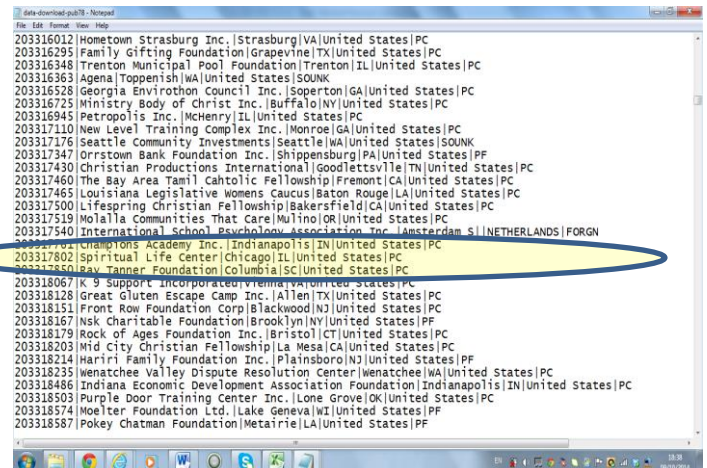 data-download-pub78 - Notepad
File Edit Format View Help
203316012|Hometown Strasburg Inc.|Strasburg|VA|United States|PC
203316295|Family Gifting Foundation|Grapevine|TX|United States|PC
203316348|Trenton Municipal Pool Foundation|Trenton|IL|United States|PC
203316363|Agena|Toppenish|WA|United States|SOUNK
203316528|Georgia Envirothon Council Inc.|Soperton|GA|United States|PC
203316725|Ministry Body of Christ Inc.|Buffalo|NY|United States|PC
203316945|Petropolis Inc.|McHenry|IL|United States|PC
203317110|New Level Training Complex Inc.|Monroe|GA|United States|PC
203317176|Seattle Community Investments|Seattle|WA|United States|SOUNK
203317347|Orrstown Bank Foundation Inc.|Shippensburg|PA|United States|PF
203317430|Christian Productions International|Goodlettsvlle|TN|United States|PC
203317460|The Bay Area Tamil Cahtolic Fellowship|Fremont|CA|United States|PC
203317465|Louisiana Legislative Womens Caucus|Baton Rouge|LA|United States|PC
203317500|Lifespring Christian Fellowship|Bakersfield|CA|United States|PC
203317519|Molalla Communities That Care|Mulino|OR|United States|PC
203317540|International School Psychology Association Inc.|Amsterdam S||NETHERLANDS|FORGN
203317701|Champions Academy Inc.|Indianapolis|IN|United States|PC
203317802|Spiritual Life Center|Chicago|IL|United States|PC
203317850|Ray Tanner Foundation|Columbia|SC|United States|PC
203318067|K 9 Support Incorporated|Vienna|VA|United States|PC
203318128|Great Gluten Escape Camp Inc.|Allen|TX|United States|PC
203318151|Front Row Foundation Corp|Blackwood|NJ|United States|PC
203318167|Nsk Charitable Foundation|Brooklyn|NY|United States|PF
203318179|Rock of Ages Foundation Inc.|Bristol|CT|United States|PC
203318203|Mid City Christian Fellowship|La Mesa|CA|United States|PC
203318214|Hariri Family Foundation Inc.|Plainsboro|NJ|United States|PF
203318235|Wenatchee Valley Dispute Resolution Center|Wenatchee|WA|United States|PC
203318486|Indiana Economic Development Association Foundation|Indianapolis|IN|United States|PC
203318503|Purple Door Training Center Inc.|Lone Grove|OK|United States|PC
203318574|Moelter Foundation Ltd.|Lake Geneva|WI|United States|PF
203318587|Pokey Chatman Foundation|Metairie|LA|United States|PF
18:38